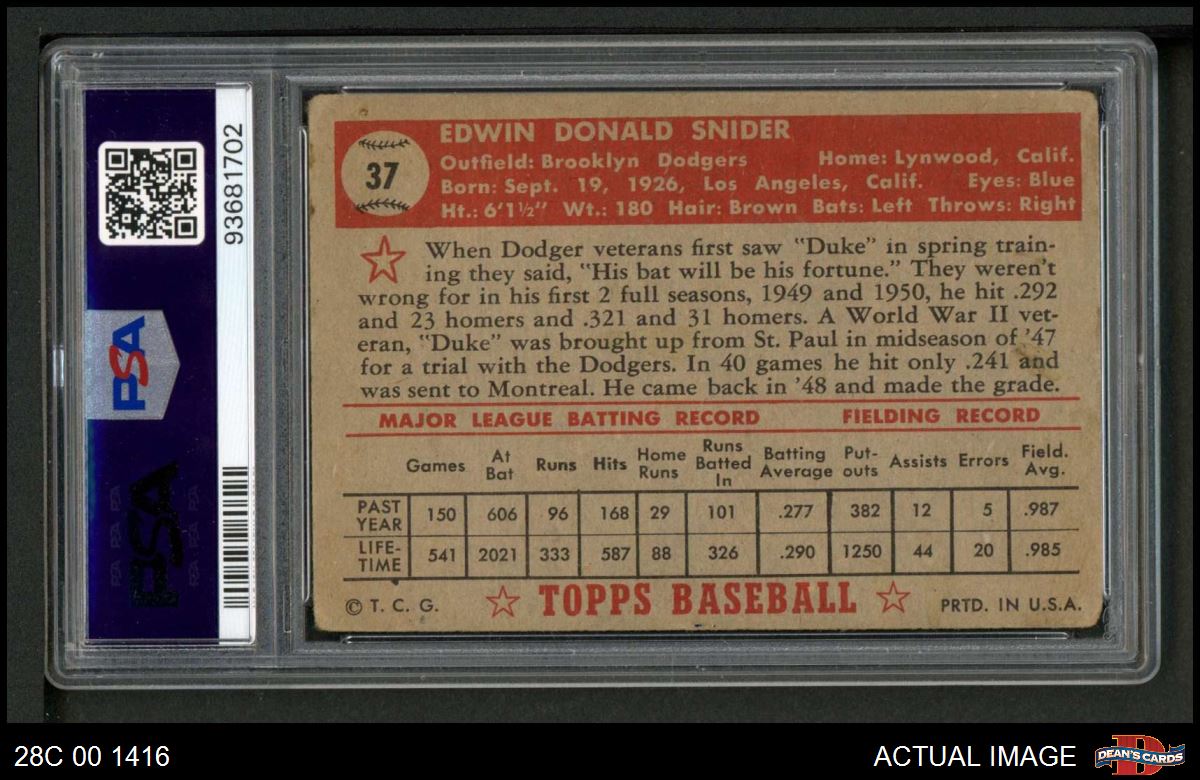 93681702
PSA
PSA
37
EDWIN DONALD SNIDER
Outfield: Brooklyn Dodgers Home: Lynwood, Calif.
Born: Sept. 19, 1926, Los Angeles, Calif. Eyes: Blue
Ht.: 6'1½" Wt.: 180 Hair: Brown Bats: Left Throws: Right
When Dodger veterans first saw "Duke" in spring train-
ing they said, "His bat will be his fortune." They weren't
wrong for in his first 2 full seasons, 1949 and 1950, he hit .292
and 23 homers and .321 and 31 homers. A World War II vet-
eran, "Duke" was brought up from St. Paul in midseason of '47
for a trial with the Dodgers. In 40 games he hit only .241 and
was sent to Montreal. He came back in '48 and made the grade.
MAJOR LEAGUE BATTING RECORD FIELDING RECORD
Games At Bat Runs Hits Home Runs Runs Batted In Batting Average Put-outs Assists Errors Field. Avg.
PAST YEAR 150 606 96 168 29 101 .277 382 12 5 .987
LIFE-TIME 541 2021 333 587 88 326 .290 1250 44 20 .985
© T. C. G. TOPPS BASEBALL PRTD. IN U.S.A.
28C 00 1416 ACTUAL IMAGE DEAN'S CARDS